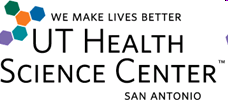 WE MAKE LIVES BETTER
UT HEALTH
SCIENCE CENTER™
SAN ANTONIO